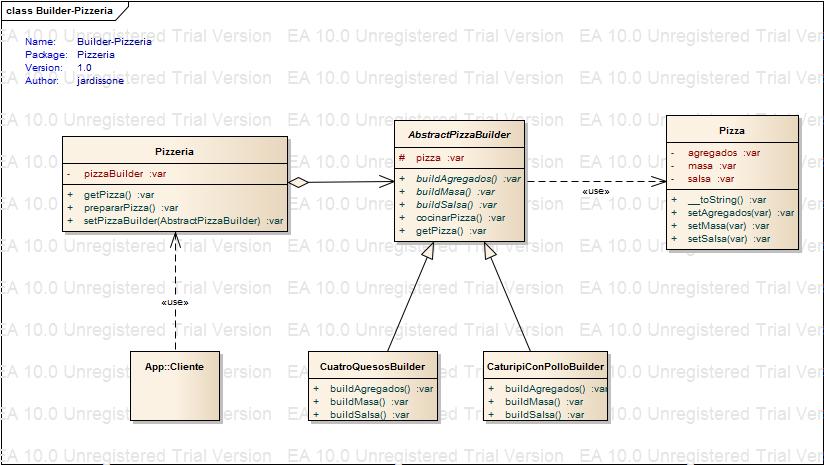 class Builder-Pizzeria
EA 10.0 Unregistered Trial Version EA 10.0 Unregistered Trial Version EA 10.0 Unregistered Trial Ver
Name: Builder-Pizzeria
Package: Pizzeria
Version: 1.0
Author: jardissone
Pizzeria
- pizzaBuilder :var
+ getPizza() :var
+ prepararPizza() :var
+ setPizzaBuilder(AbstractPizzaBuilder) :var
AbstractPizzaBuilder
# pizza :var
+ buildAgregados() :var
+ buildMasa() :var
+ buildSalsa() :var
+ cocinarPizza() :var
+ getPizza() :var
«use»
Pizza
- agregados :var
- masa :var
- salsa :var
+ __toString() :var
+ setAgregados(var) :var
+ setMasa(var) :var
+ setSalsa(var) :var
«use»
App::Cliente
CuatroQuesosBuilder
+ buildAgregados() :var
+ buildMasa() :var
+ buildSalsa() :var
CaturipiConPolloBuilder
+ buildAgregados() :var
+ buildMasa() :var
+ buildSalsa() :var